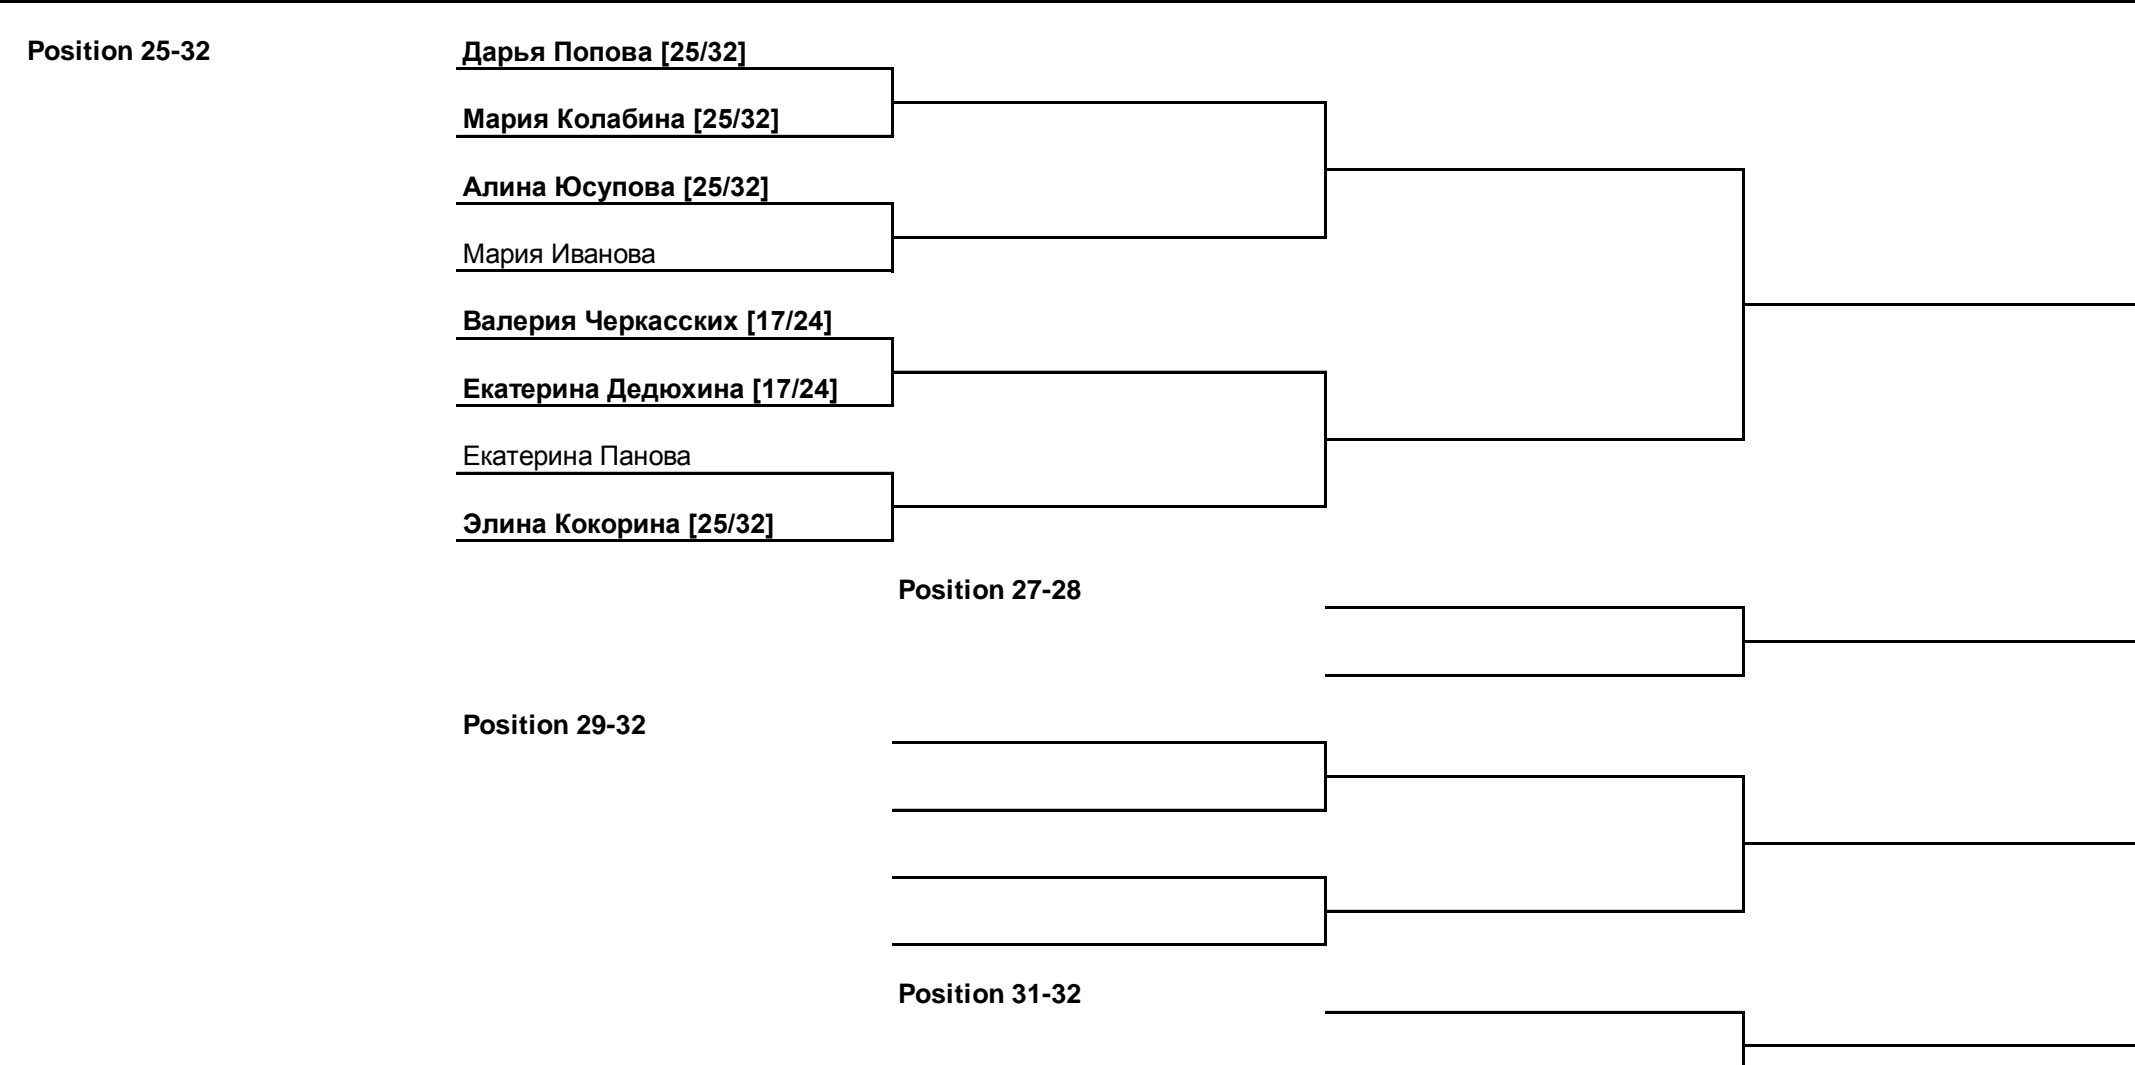 Position 25-32
Дарья Попова [25/32]
Мария Колабина [25/32]
Алина Юсупова [25/32]
Мария Иванова
Валерия Черкасских [17/24]
Екатерина Дедюхина [17/24]
Екатерина Панова
Элина Кокорина [25/32]
Position 27-28
Position 29-32
Position 31-32